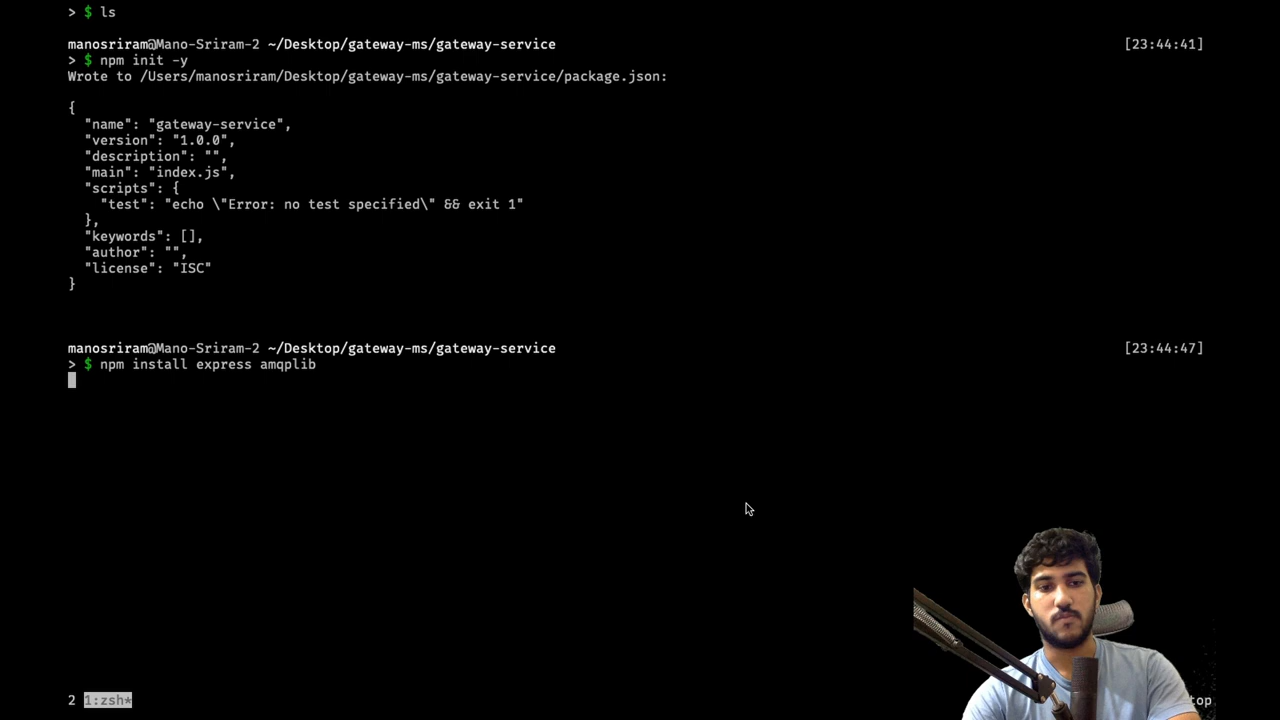 > $ ls
manosriram@Mano-Sriram-2 ~/Desktop/gateway-ms/gateway-service [23:44:41]
> $ npm init -y
Wrote to /Users/manosriram/Desktop/gateway-ms/gateway-service/package.json:
{
"name": "gateway-service",
"version": "1.0.0",
"description": "",
"main": "index.js",
"scripts": {
"test": "echo \"Error: no test specified\" && exit 1"
},
"keywords": [],
"author": "",
"license": "ISC"
}
manosriram@Mano-Sriram-2 ~/Desktop/gateway-ms/gateway-service [23:44:47]
> $ npm install express amqplib
2 1:zsh*